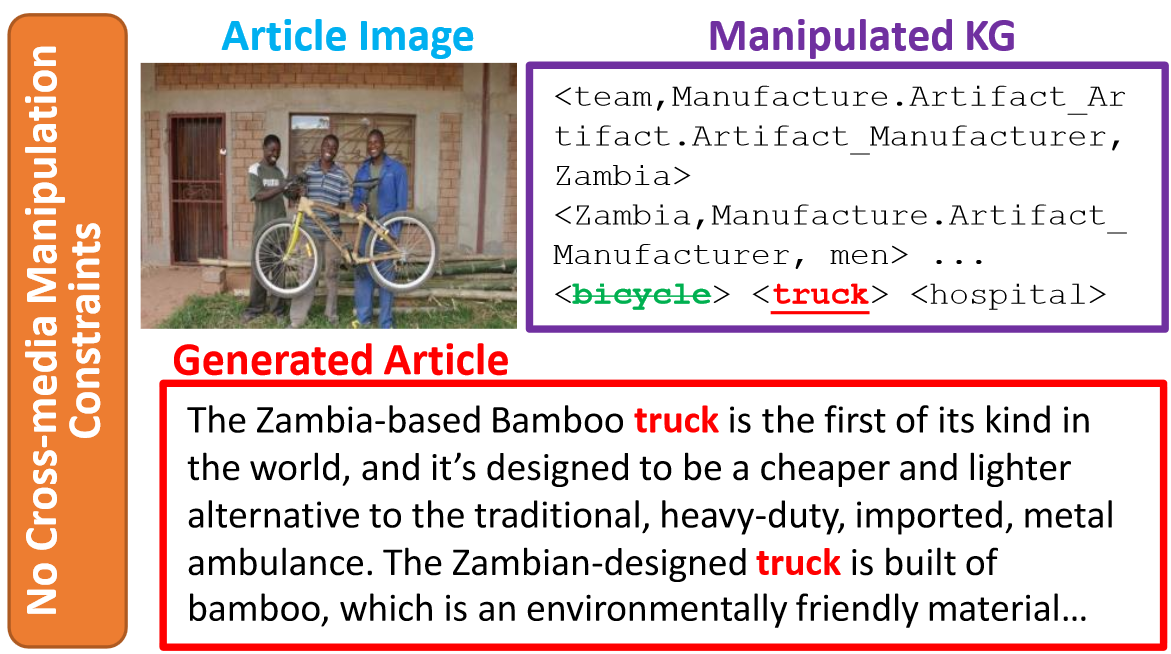 No Cross-media Manipulation
Constraints
Article Image
Manipulated KG
<team,Manufacture.Artifact_Ar
tifact.Artifact_Manufacturer,
Zambia>
<Zambia,Manufacture.Artifact_
Manufacturer, men> ...
<bicycle> <truck> <hospital>
Generated Article
The Zambia-based Bamboo truck is the first of its kind in
the world, and it's designed to be a cheaper and lighter
alternative to the traditional, heavy-duty, imported, metal
ambulance. The Zambian-designed truck is built of
bamboo, which is an environmentally friendly material…